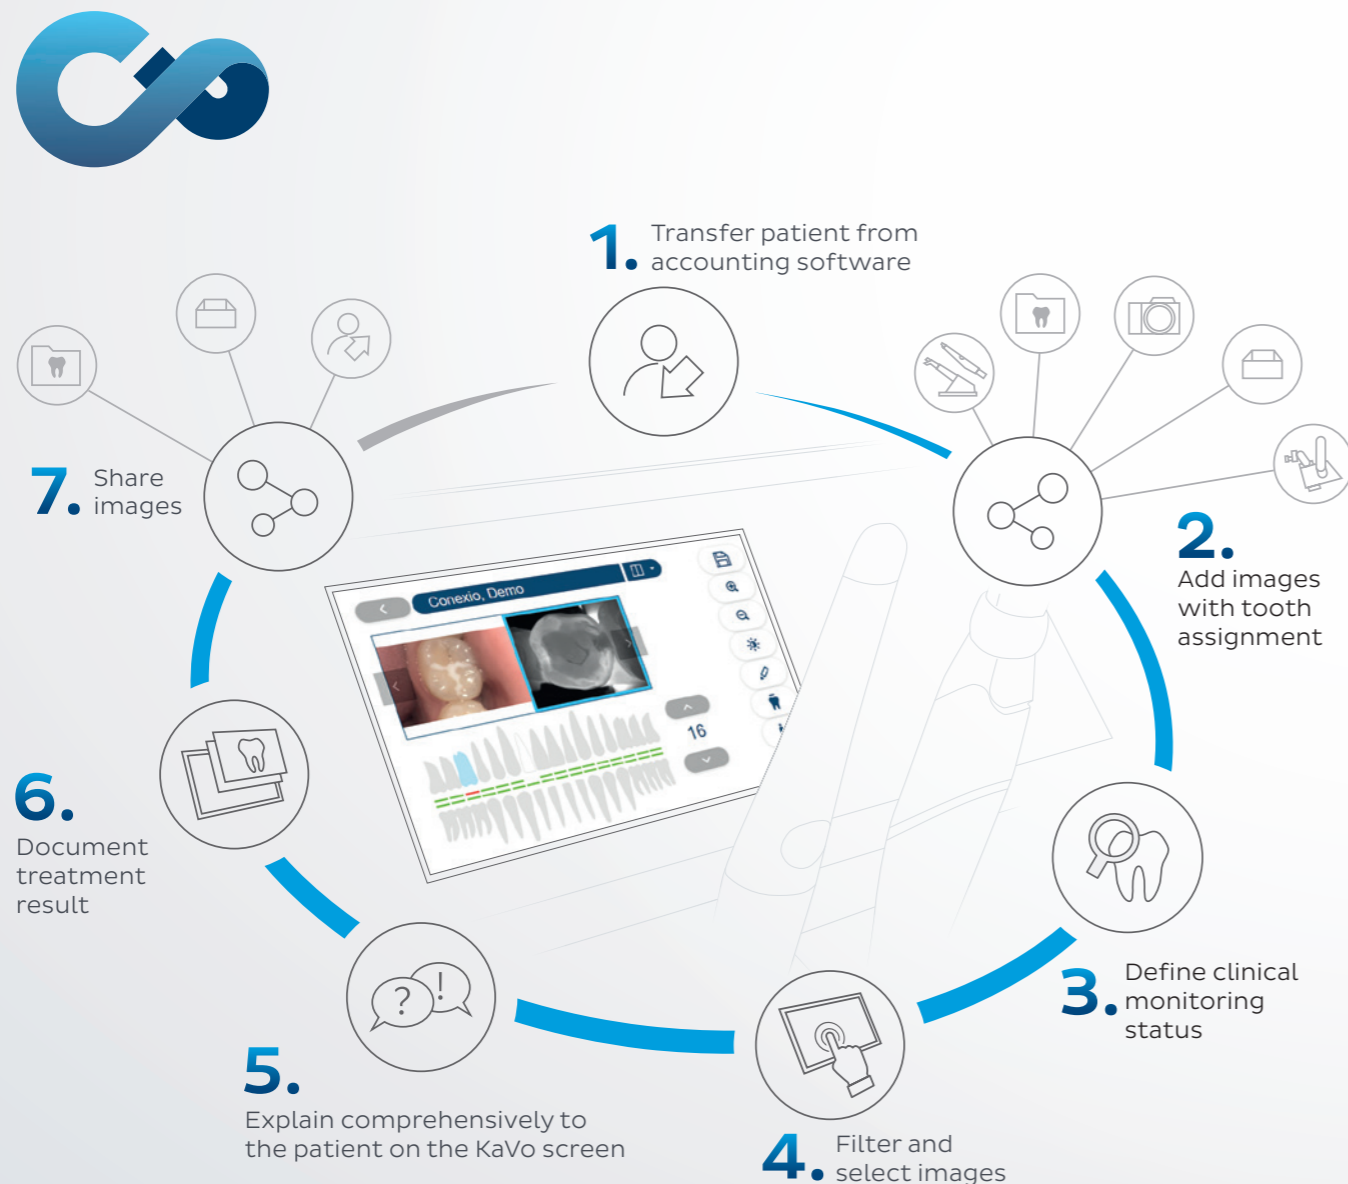 1. Transfer patient from
accounting software
2.
Add images
with tooth
assignment
3. Define clinical
monitoring
status
4. Filter and
select images
5.
Explain comprehensively to
the patient on the KaVo screen
6.
Document
treatment
result
7. Share
images
Conexio, Demo
16
? !